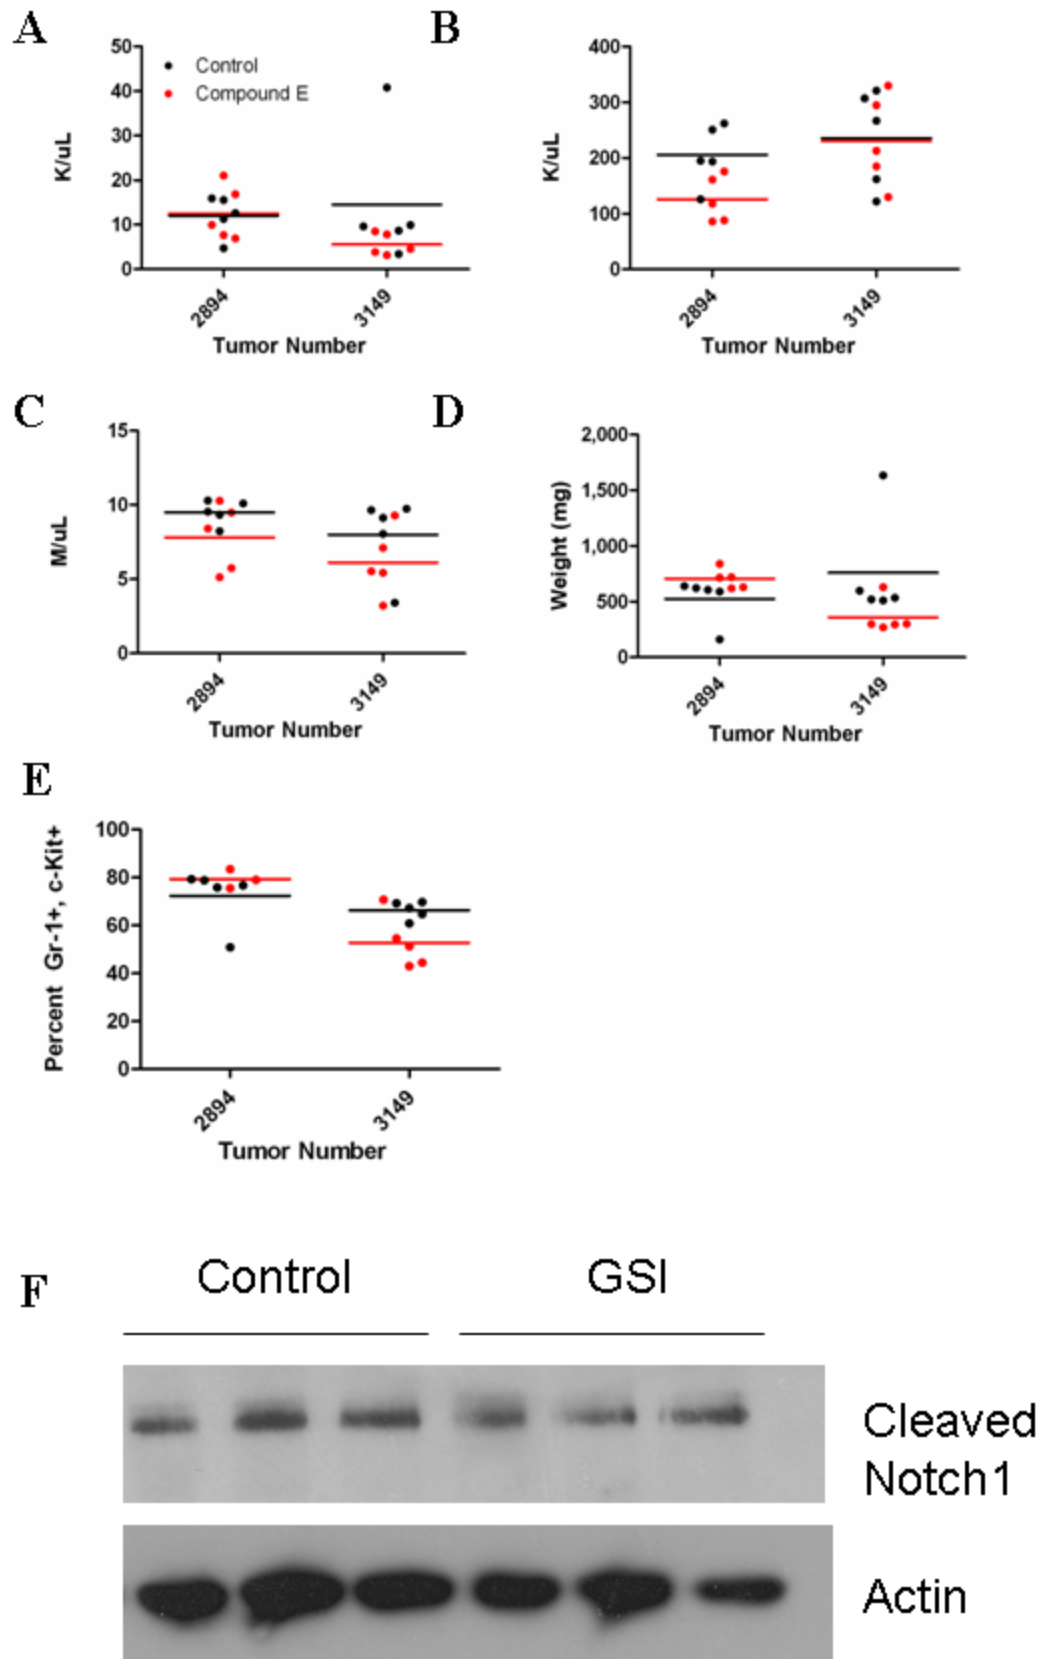 A
50
40
30
20
10
0
K/uL
Control
Compound E
2894
3149
Tumor Number
B
400
300
200
100
0
K/uL
2894
3149
Tumor Number
C
15
10
5
0
M/uL
2894
3149
Tumor Number
D
2,000
1,500
1,000
500
0
Weight (mg)
2894
3149
Tumor Number
E
100
80
60
40
20
0
Percent Gr-1+, c-Kit+
2894
3149
Tumor Number
F
Control
GSI
Cleaved
Notch1
Actin